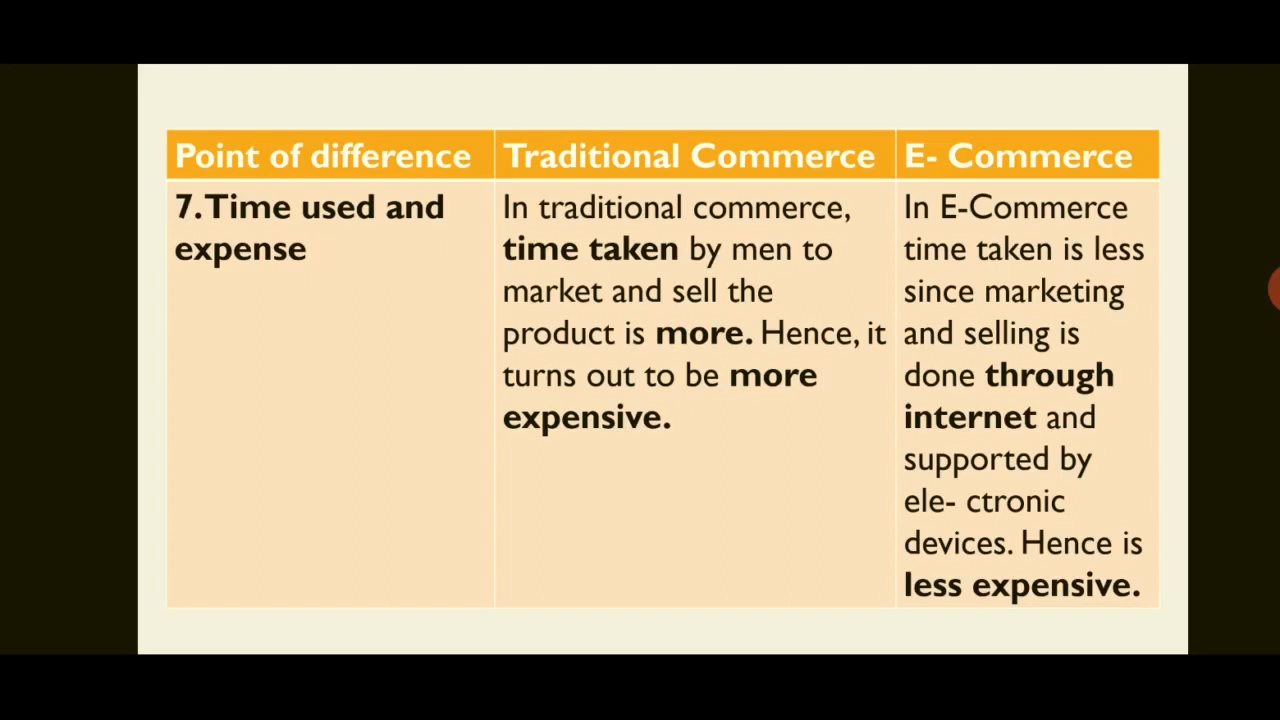 Point of difference
Traditional Commerce
E- Commerce
7.Time used and
expense
In traditional commerce,
time taken by men to
market and sell the
product is more. Hence, it
turns out to be more
expensive.
In E-Commerce
time taken is less
since marketing
and selling is
done through
internet and
supported by
ele- ctronic
devices. Hence is
less expensive.